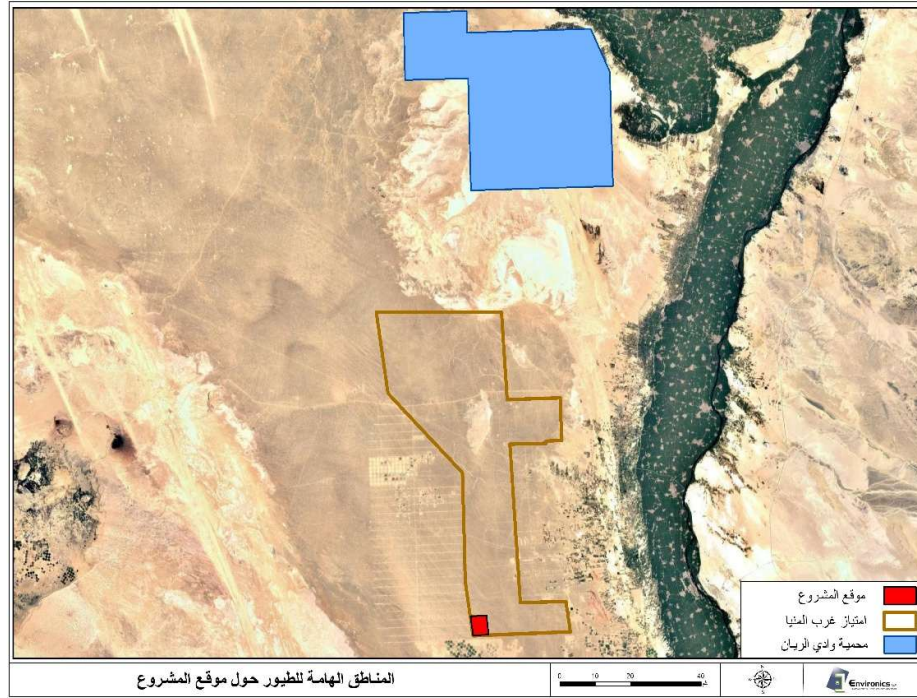 موقع المشروع
امتياز غرب المنيا
محمية وادي الريان
المناطق الهامة للطيور حول موقع المشروع
0 10 20 40
Environics